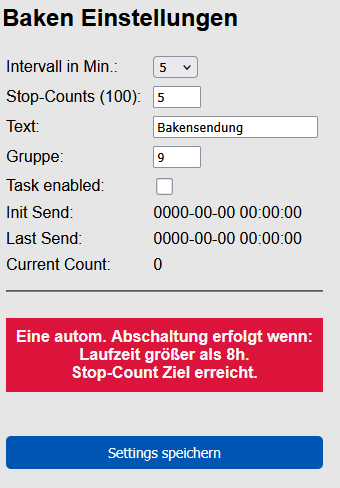 Baken Einstellungen
Intervall in Min.: 5
Stop-Counts (100): 5
Text: Bakensendung
Gruppe: 9
Task enabled:
Init Send: 0000-00-00 00:00:00
Last Send: 0000-00-00 00:00:00
Current Count: 0
Eine autom. Abschaltung erfolgt wenn:
Laufzeit größer als 8h.
Stop-Count Ziel erreicht.
Settings speichern